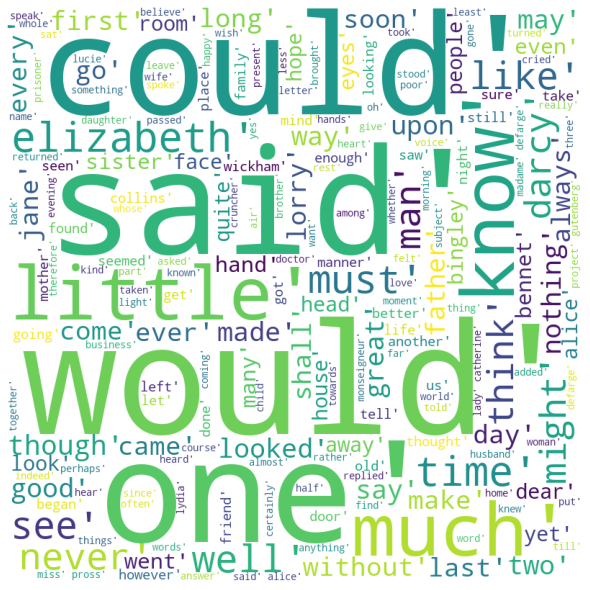 could'
said'
would'
one'
know'
much'
little'
like'
elizabeth'
time'
must'
man'
think'
might'
darcy'
see'
never'
well'
upon'
lorry'
way'
first'
long'
soon'
hope'
room'
go'
every'
may'
even'
people'
eyes'
looking'
family'
place'
present'
letter'
happy'
wish'
less'
took'
brought'
believe'
lucie'
something'
leave'
wife'
spoke'
speak'
whole'
sat'
prisoner'
name'
daughter'
passed'
yes'
oh'
stood'
poor'
least'
gone'
turned'
cried'
sure'
take'
really'
still'
mind'
hands'
give'
voice'
heart'
rest'
three'
madame'
defarge'
returned'
back'
seen'
evening'
jane'
sister'
face'
wickham'
enough'
saw'
night'
morning'
brother'
quite'
cruncher'
air'
want'
among'
whether'
subject'
felt'
always'
nothing'
project'
gutenberg'
bennet'
alice'
bingley'
father'
found'
collins'
whose'
mother'
therefore'
seemed'
hand'
doctor'
manner'
love'
kind'
part'
asked'
known'
got'
taken'
light'
get'
head'
moment'
better'
thing'
life'
going'
come'
ever'
made'
shall'
great'
another'
far'
added'
business'
left'
let'
coming'
done'
many'
child'
house'
towards'
monseigneur'
us'
world'
told'
tell'
lady'
catherine'
defarge'
day'
woman'
together'
though'
came'
course'
looked'
away'
thought'
husband'
look'
perhaps'
heard'
almost'
rather'
old'
replied'
say'
make'
home'
dear'
knew'
put'
good'
indeed'
began'
hear'
since'
often'
lydia'
certainly'
half'
door'
find'
friend'
anything'
word'
yet'
till'
things'
went'
words'
without'
last'
two'
miss' pross'
however'
answer'
said' alice'